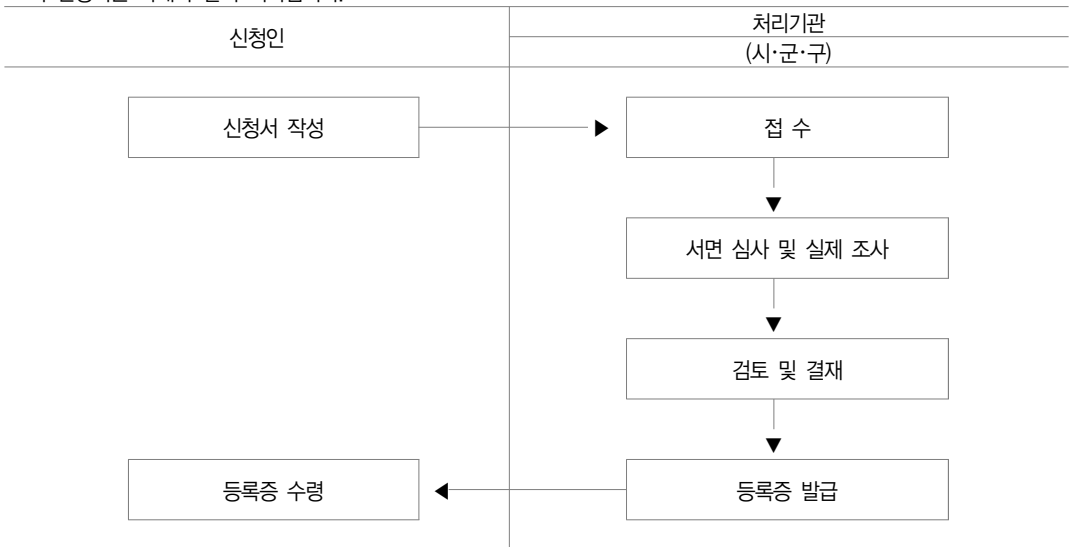 신청인
처리기관
(시·군·구)
신청서 작성
접 수
서면 심사 및 실제 조사
검토 및 결재
등록증 수령
등록증 발급